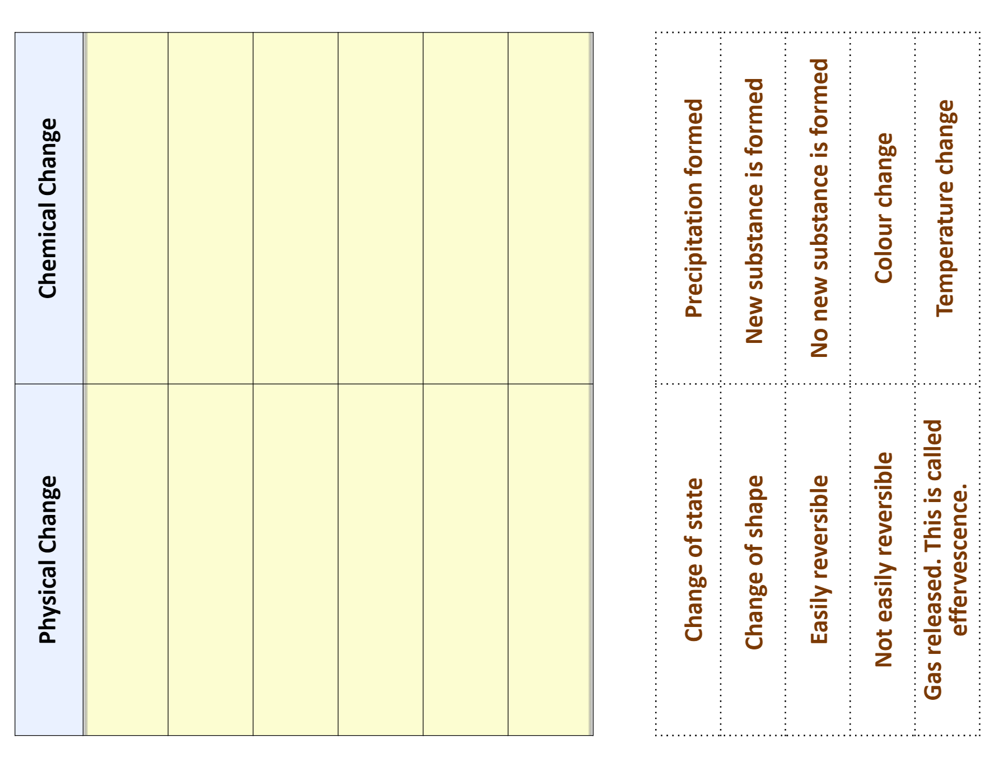 Physical Change
Chemical Change
Change of state
Precipitation formed
Change of shape
New substance is formed
Easily reversible
No new substance is formed
Not easily reversible
Colour change
Gas released. This is called
effervescence.
Temperature change